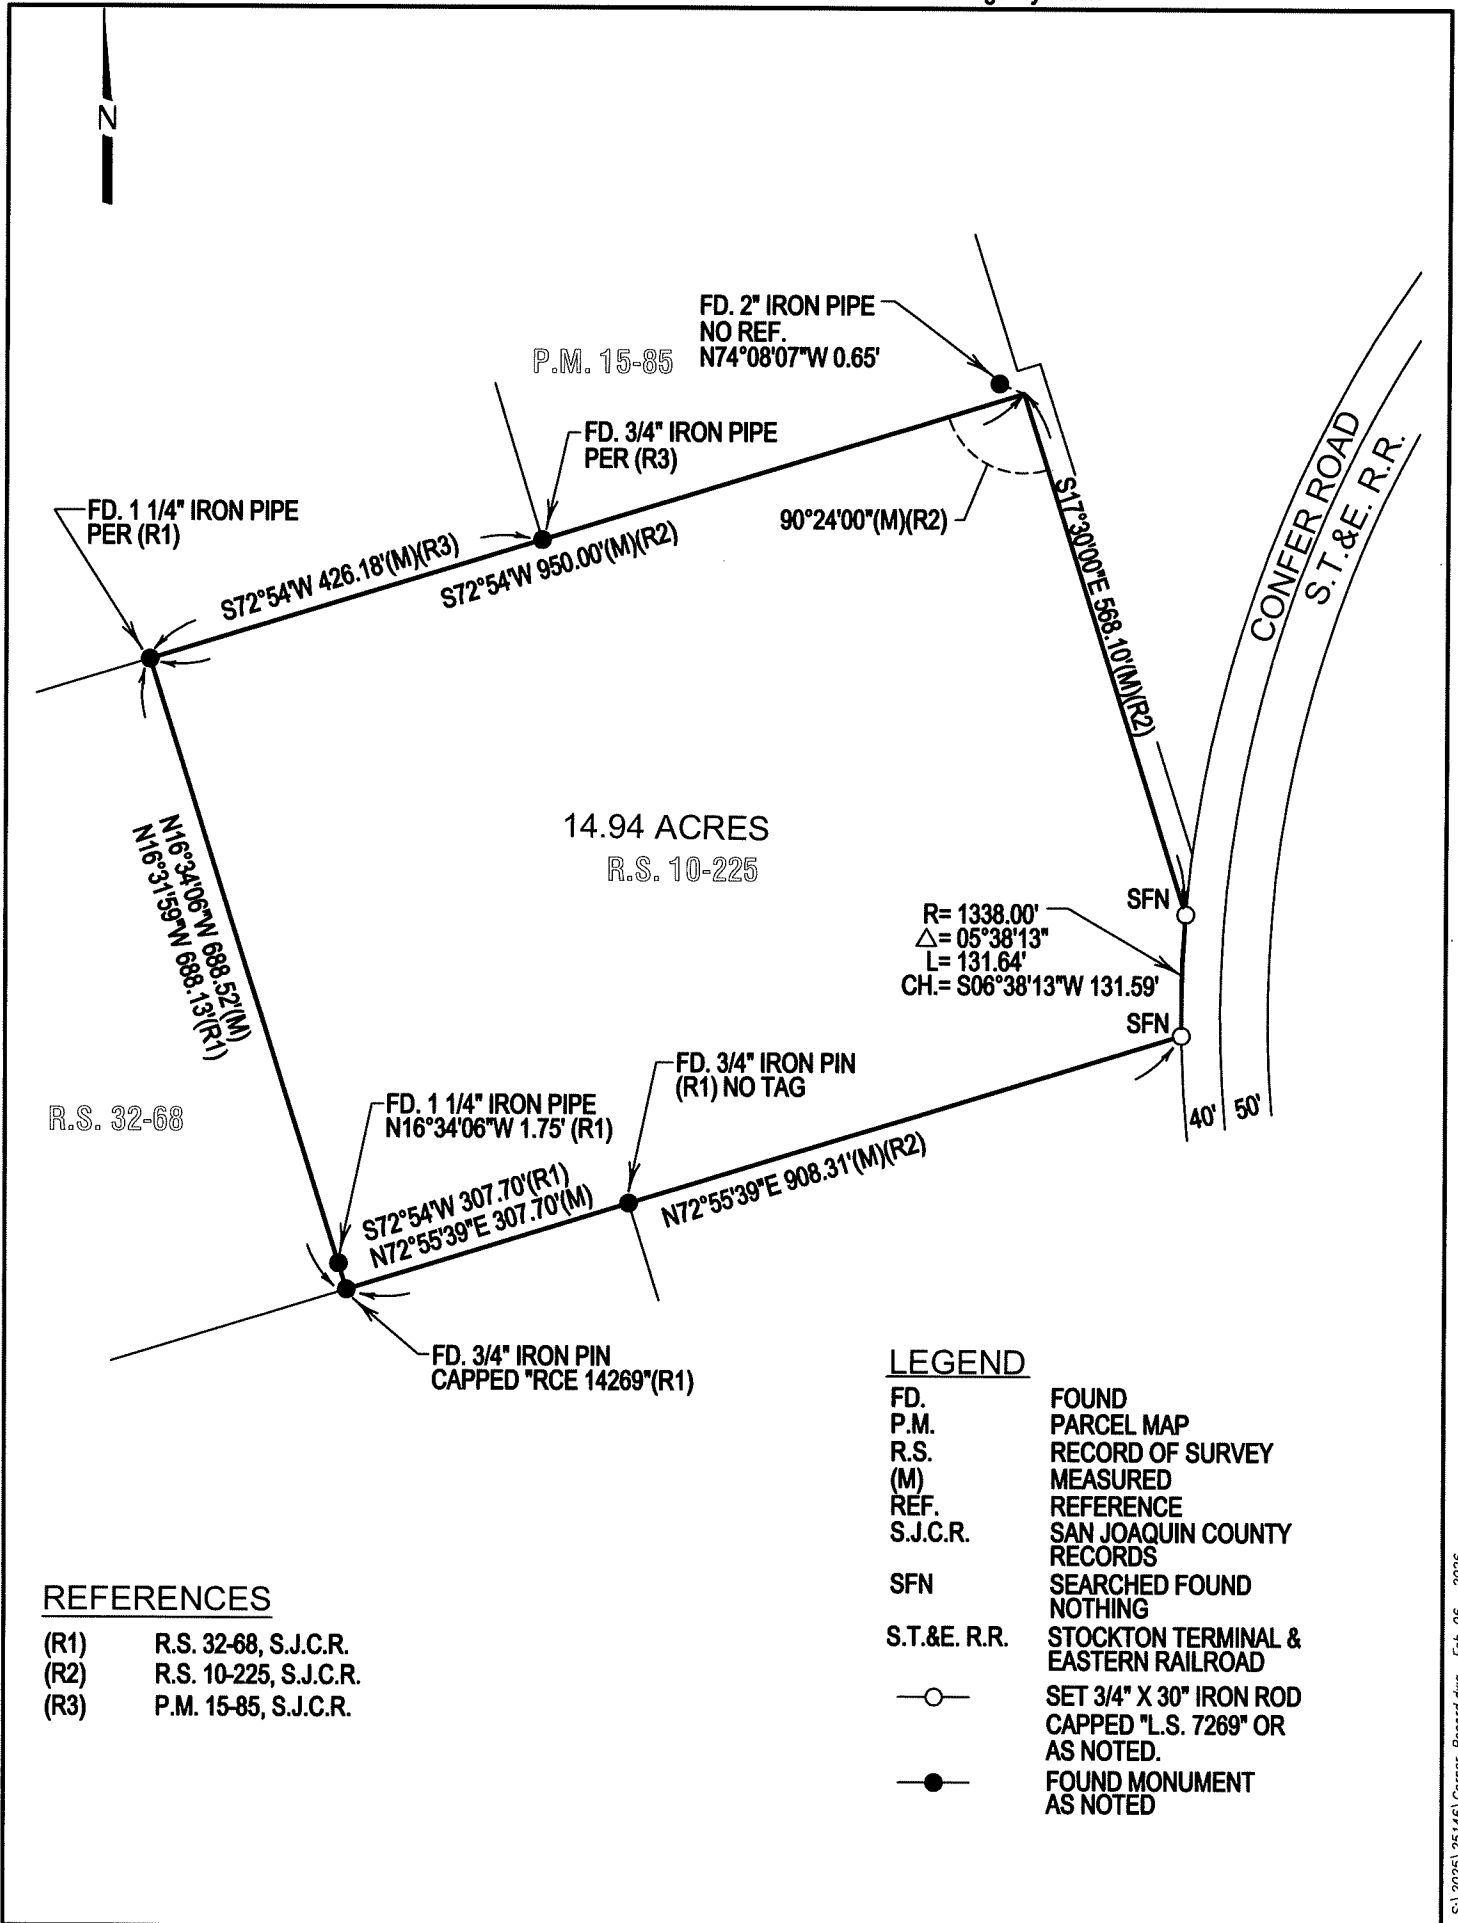 N
FD. 2" IRON PIPE
NO REF.
N74°08'07"W 0.65'
P.M. 15-85
FD. 3/4" IRON PIPE
PER (R3)
FD. 1 1/4" IRON PIPE
PER (R1)
90°24'00"(M)(R2)
S72°54'W 426.18'(M)(R3)
S72°54'W 950.00'(M)(R2)
S17°30'00"E 568.10'(M)(R2)
CONFER ROAD
S.T.&E. R.R.
14.94 ACRES
R.S. 10-225
N16°34'06"W 688.52'(M)
N16°31'59"W 688.13'(R1)
SFN
R= 1338.00'
△= 05°38'13"
L= 131.64'
CH.= S06°38'13"W 131.59'
SFN
FD. 3/4" IRON PIN
(R1) NO TAG
R.S. 32-68
FD. 1 1/4" IRON PIPE
N16°34'06"W 1.75' (R1)
40' 50'
S72°54'W 307.70'(R1)
N72°55'39"E 307.70'(M)
N72°55'39"E 908.31'(M)(R2)
FD. 3/4" IRON PIN
CAPPED "RCE 14269"(R1)
LEGEND
FD. FOUND
P.M. PARCEL MAP
R.S. RECORD OF SURVEY
(M) MEASURED
REF. REFERENCE
S.J.C.R. SAN JOAQUIN COUNTY
RECORDS
SFN SEARCHED FOUND
NOTHING
S.T.&E. R.R. STOCKTON TERMINAL &
EASTERN RAILROAD
SET 3/4" X 30" IRON ROD
CAPPED "L.S. 7269" OR
AS NOTED.
FOUND MONUMENT
AS NOTED
REFERENCES
(R1) R.S. 32-68, S.J.C.R.
(R2) R.S. 10-225, S.J.C.R.
(R3) P.M. 15-85, S.J.C.R.